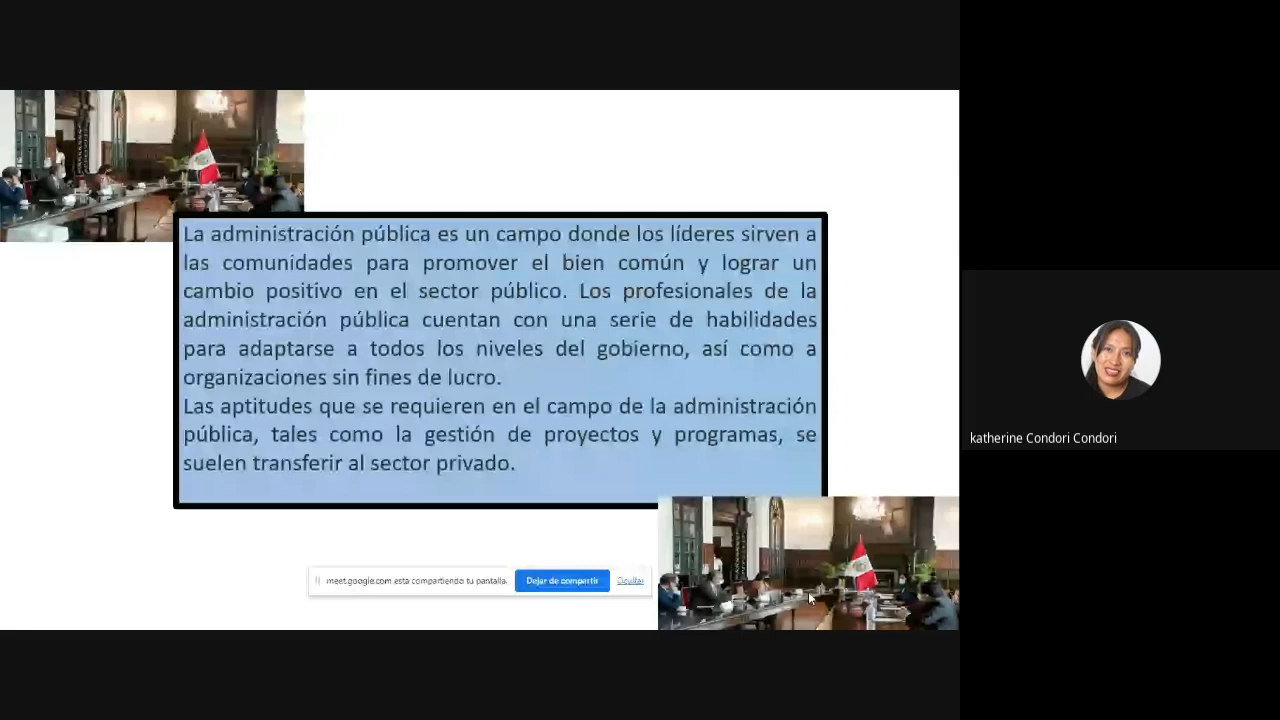 La administración pública es un campo donde los líderes sirven a
las comunidades para promover el bien común y lograr un
cambio positivo en el sector público. Los profesionales de la
administración pública cuentan con una serie de habilidades
para adaptarse a todos los niveles del gobierno, así como a
organizaciones sin fines de lucro.
Las aptitudes que se requieren en el campo de la administración
pública, tales como la gestión de proyectos y programas, se
suelen transferir al sector privado.
meet.google.com está compartiendo tu pantalla.
Dejar de compartir
Ocultar
katherine Condori Condori